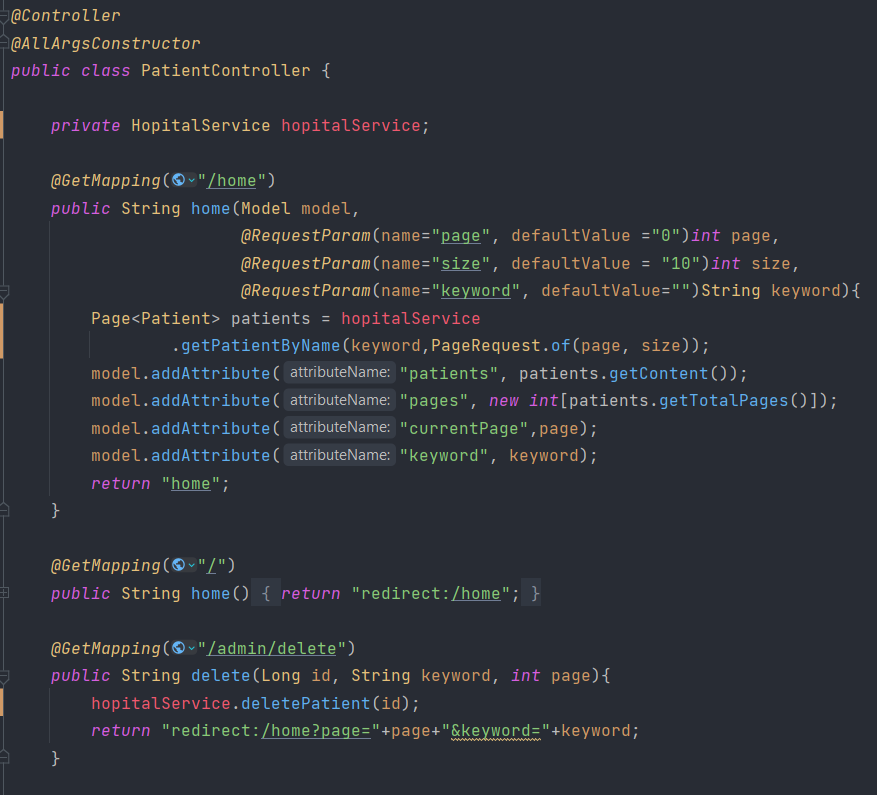 @Controller
@AllArgsConstructor
public class PatientController {
private HopitalService hopitalService;
@GetMapping("/home")
public String home(Model model,
@RequestParam(name="page", defaultValue ="0")int page,
@RequestParam(name="size", defaultValue = "10")int size,
@RequestParam(name="keyword", defaultValue="")String keyword){
Page<Patient> patients = hopitalService
.getPatientByName(keyword,PageRequest.of(page, size));
model.addAttribute( attributeName: "patients", patients.getContent());
model.addAttribute( attributeName: "pages", new int[patients.getTotalPages()]);
model.addAttribute( attributeName: "currentPage",page);
model.addAttribute( attributeName: "keyword", keyword);
return "home";
}
@GetMapping("/")
public String home() { return "redirect:/home"; }
@GetMapping("/admin/delete")
public String delete(Long id, String keyword, int page){
hopitalService.deletePatient(id);
return "redirect:/home?page="+page+"&keyword="+keyword;
}